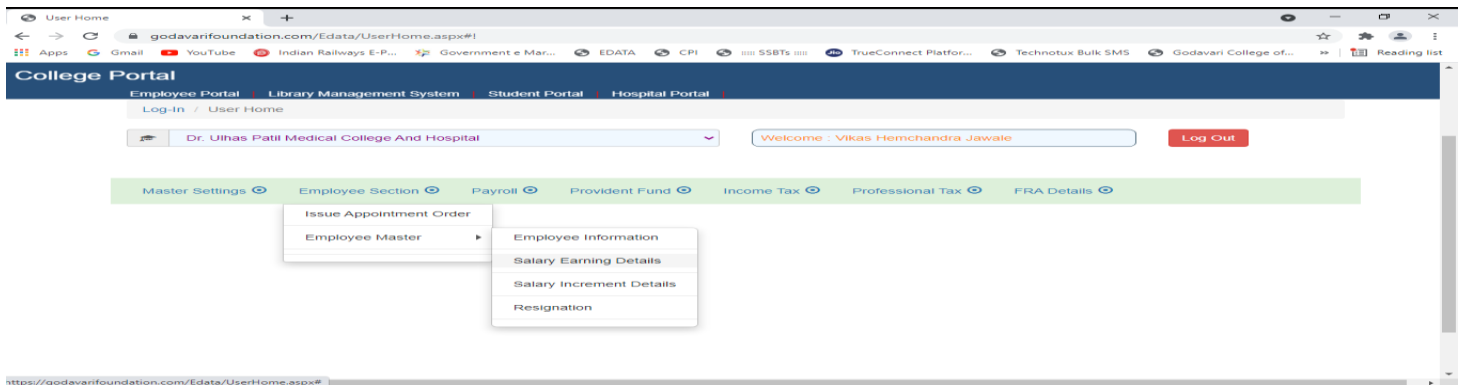 User Home
godavarifoundation.com/Edata/UserHome.aspx#!
Apps Gmail YouTube Indian Railways E-P... Government e Mar... EDATA CPI ::::: SSBTs ::::: Jio TrueConnect Platfor... Technotux Bulk SMS Godavari College of... » Reading list
College Portal
Employee Portal Library Management System Student Portal Hospital Portal
Log-In / User Home
Dr. Ulhas Patil Medical College And Hospital Welcome : Vikas Hemchandra Jawale Log Out
Master Settings Employee Section Payroll Provident Fund Income Tax Professional Tax FRA Details
Issue Appointment Order
Employee Master Employee Information
Salary Earning Details
Salary Increment Details
Resignation
https://godavarifoundation.com/Edata/UserHome.aspx#